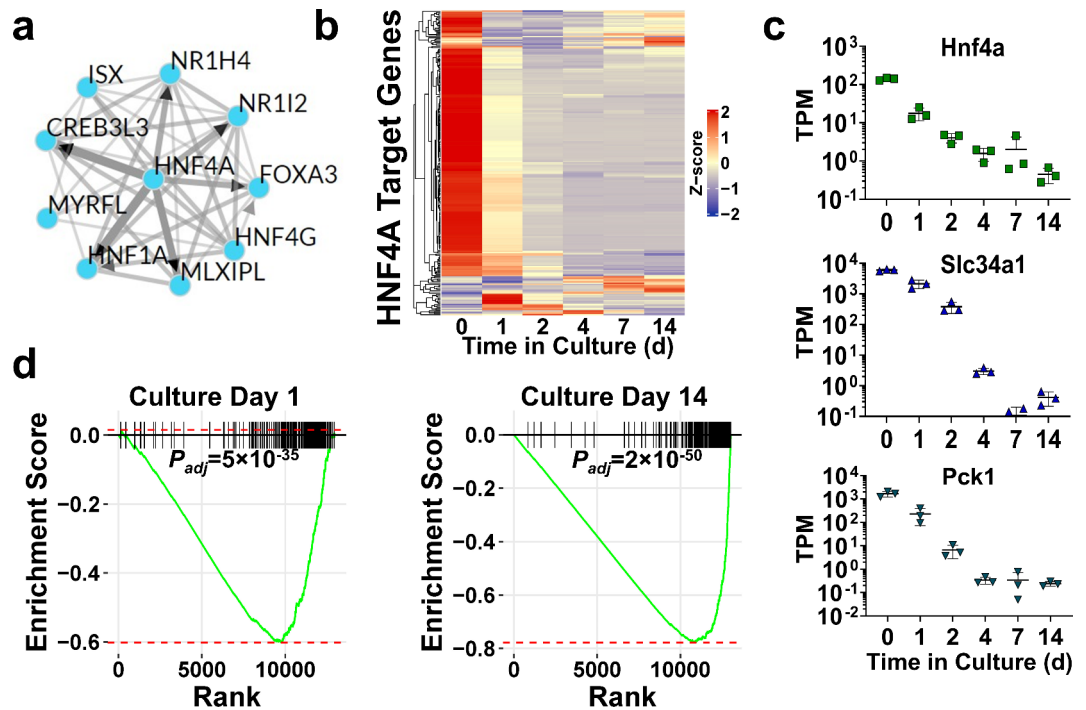 a
ISX
NR1H4
CREB3L3
NR1I2
HNF4A
FOXA3
MYRFL
HNF4G
HNF1A
MLXIPL
b
HNF4A Target Genes
0 1 2 4 7 14
Time in Culture (d)
2
1
0
−1
−2
Z-score
c
Hnf4a
TPM
10³
10²
10¹
10⁰
10⁻¹
0 1 2 4 7 14
Slc34a1
TPM
10⁴
10³
10²
10¹
10⁰
10⁻¹
0 1 2 4 7 14
Pck1
TPM
10⁴
10³
10²
10¹
10⁰
10⁻¹
10⁻²
0 1 2 4 7 14
Time in Culture (d)
d
Culture Day 1
Enrichment Score
0.0
−0.2
−0.4
−0.6
Padj=5×10⁻³⁵
0 5000 10000
Rank
Culture Day 14
Enrichment Score
0.0
−0.2
−0.4
−0.6
−0.8
Padj=2×10⁻⁵⁰
0 5000 10000
Rank